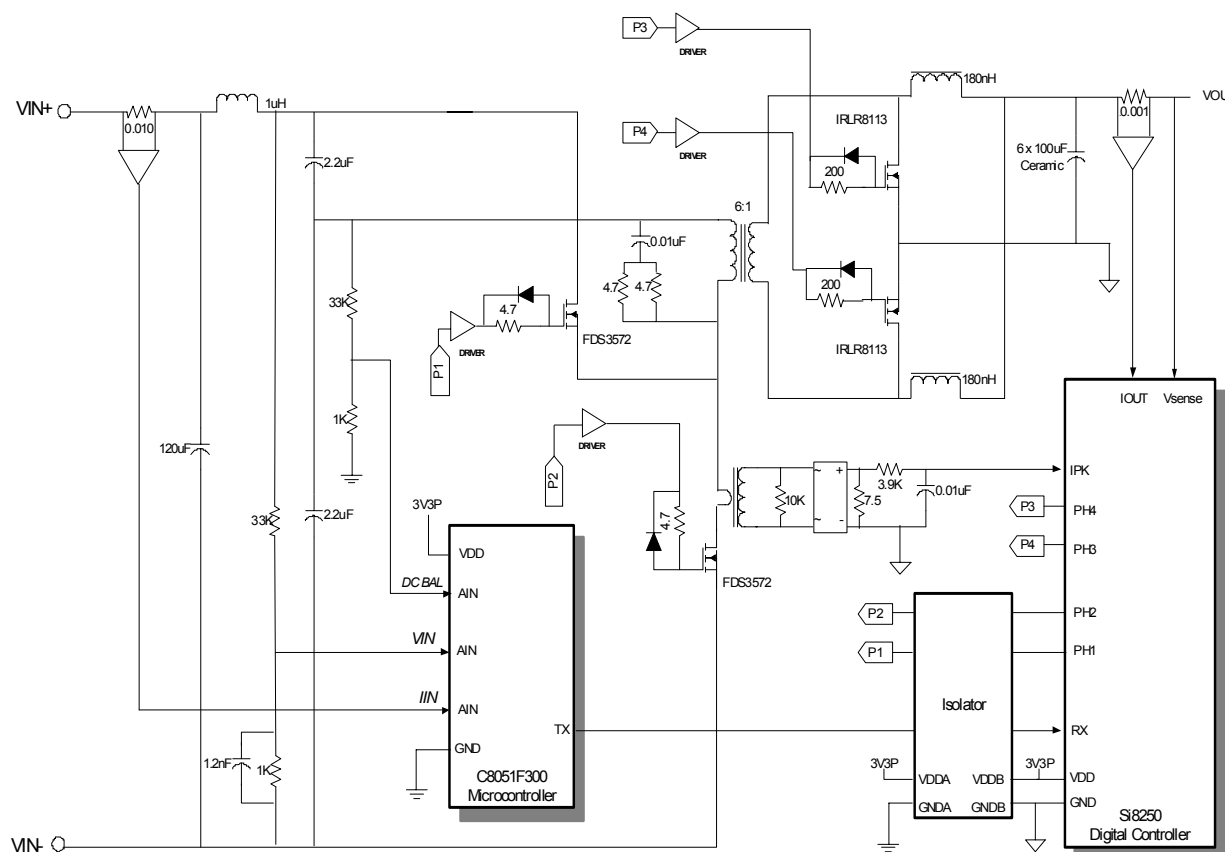 P3
DRIVER
180nH
VIN+
1uH
0.010
IRLR8113
0.001
VOU
P4
DRIVER
2.2uF
200
6 x 100uF
Ceramic
6:1
0.01uF
4.7
4.7
200
33K
4.7
FDS3572
DRIVER
P1
IRLR8113
180nH
IOUT
Vsense
1K
DRIVER
P2
120uF
3.9K
IPK
0.01uF
10K
7.5
33K
2.2uF
3V3P
4.7
P3
PH4
VDD
P4
PH3
DC BAL
AIN
FDS3572
P2
PH2
VIN
AIN
P1
PH1
IIN
AIN
Isolator
TX
RX
GND
1.2nF
1K
C8051F300
Microcontroller
3V3P
3V3P
VDDA
VDDB
VDD
GNDA
GNDB
GND
Si8250
Digital Controller
VIN-